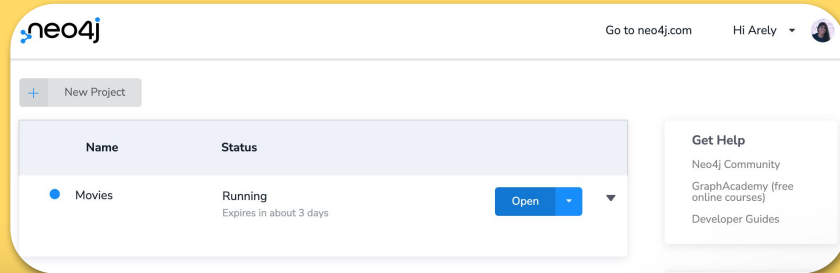 neo4j
Go to neo4j.com
Hi Arely
+ New Project
Name
Status
Movies
Running
Expires in about 3 days
Open
Get Help
Neo4j Community
GraphAcademy (free
online courses)
Developer Guides